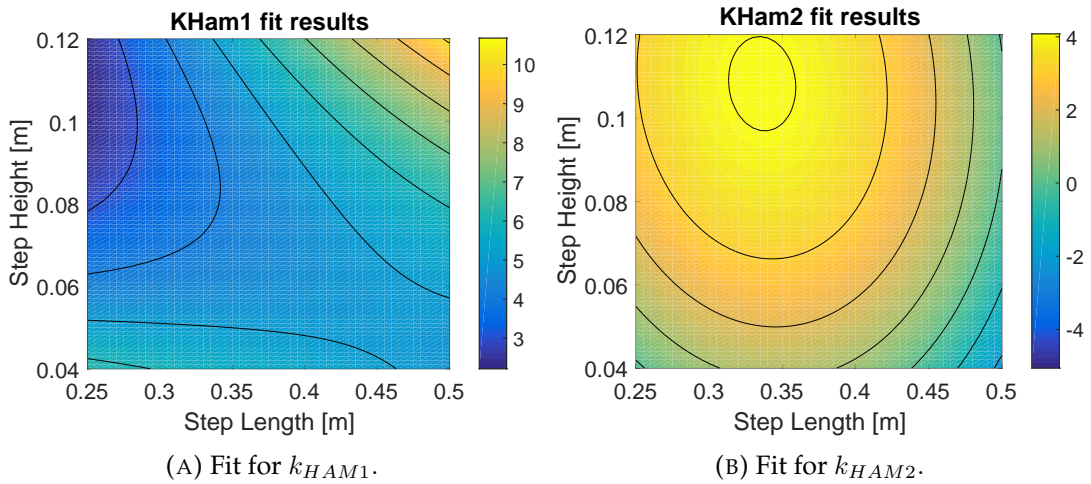 KHam1 fit results
0.12
0.1
0.08
0.06
0.04
Step Height [m]
0.25 0.3 0.35 0.4 0.45 0.5
Step Length [m]
10
9
8
7
6
5
4
3
(A) Fit for k_{HAM1}.
KHam2 fit results
0.12
0.1
0.08
0.06
0.04
Step Height [m]
0.25 0.3 0.35 0.4 0.45 0.5
Step Length [m]
4
2
0
-2
-4
(B) Fit for k_{HAM2}.